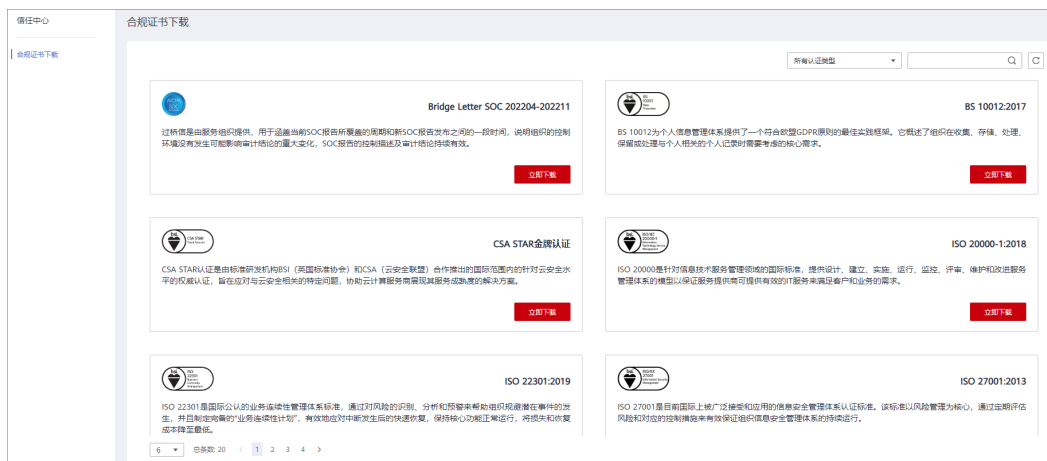 信任中心
合规证书下载
合规证书下载
所有认证类型
Bridge Letter SOC 202204-202211
过桥信是由服务组织提供，用于涵盖当前SOC报告所覆盖的周期和新SOC报告发布之间的一段时间，说明组织的控制
环境没有发生可能影响审计结论的重大变化，SOC报告的控制描述及审计结论持续有效。
立即下载
BS 10012:2017
BS 10012为个人信息管理体系提供了一个符合欧盟GDPR原则的最佳实践框架。它概述了组织在收集、存储、处理、
保留或处理与个人相关的个人记录时需要考虑的核心需求。
立即下载
CSA STAR金牌认证
CSA STAR认证是由标准研发机构BSI（英国标准协会）和CSA（云安全联盟）合作推出的国际范围内的针对云安全水
平的权威认证，旨在应对与云安全相关的特定问题，协助云计算服务商展现其服务成熟度的解决方案。
立即下载
ISO 20000-1:2018
ISO 20000是针对信息技术服务管理领域的国际标准，提供设计、建立、实施、运行、监控、评审、维护和改进服务
管理体系的模型以保证服务提供商可提供有效的IT服务来满足客户和业务的需求。
立即下载
ISO 22301:2019
ISO 22301是国际公认的业务连续性管理体系标准，通过对风险的识别、分析和预警来帮助组织规避潜在事件的发
生，并且制定完备的“业务连续性计划”，有效地应对中断发生后的快速恢复，保持核心功能正常运行，将损失和恢复
成本降至最低。
ISO 27001:2013
ISO 27001是目前国际上被广泛接受和应用的信息安全管理体系认证标准。该标准以风险管理为核心，通过定期评估
风险和对应的控制措施来有效保证组织信息安全管理体系的持续运行。
6 总条数: 20 < 1 2 3 4 >